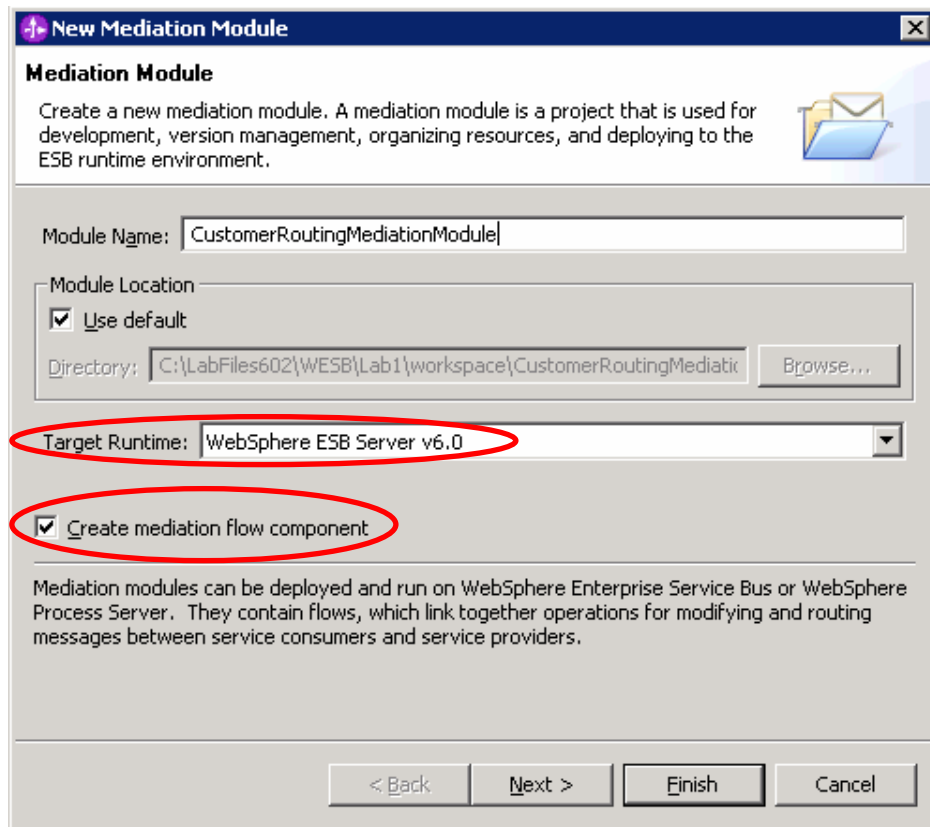 New Mediation Module
Mediation Module
Create a new mediation module. A mediation module is a project that is used for
development, version management, organizing resources, and deploying to the
ESB runtime environment.
Module Name: CustomerRoutingMediationModule
Module Location
Use default
Directory: C:\LabFiles602\WESB\Lab1\workspace\CustomerRoutingMediatic Browse...
Target Runtime: WebSphere ESB Server v6.0
Create mediation flow component
Mediation modules can be deployed and run on WebSphere Enterprise Service Bus or WebSphere
Process Server. They contain flows, which link together operations for modifying and routing
messages between service consumers and service providers.
< Back Next > Finish Cancel